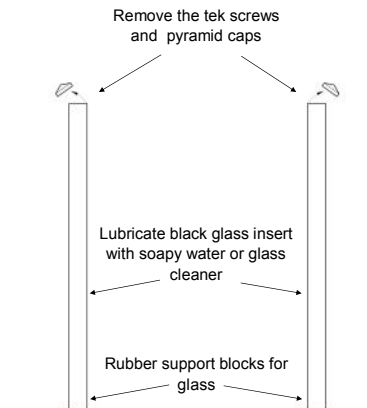 Remove the tek screws
and pyramid caps
Lubricate black glass insert
with soapy water or glass
cleaner
Rubber support blocks for
glass